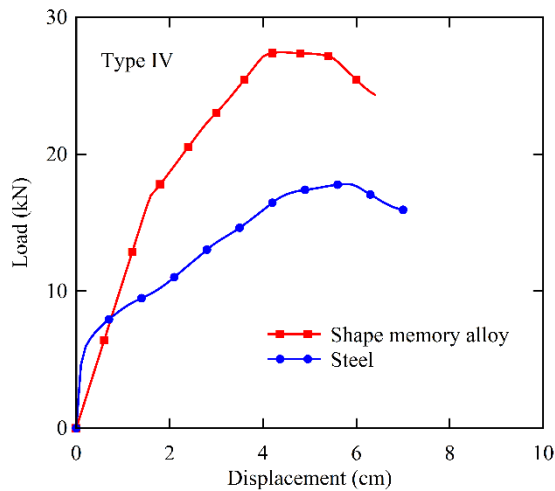 30
Type IV
20
Load (kN)
10
Shape memory alloy
Steel
0
0 2 4 6 8 10
Displacement (cm)